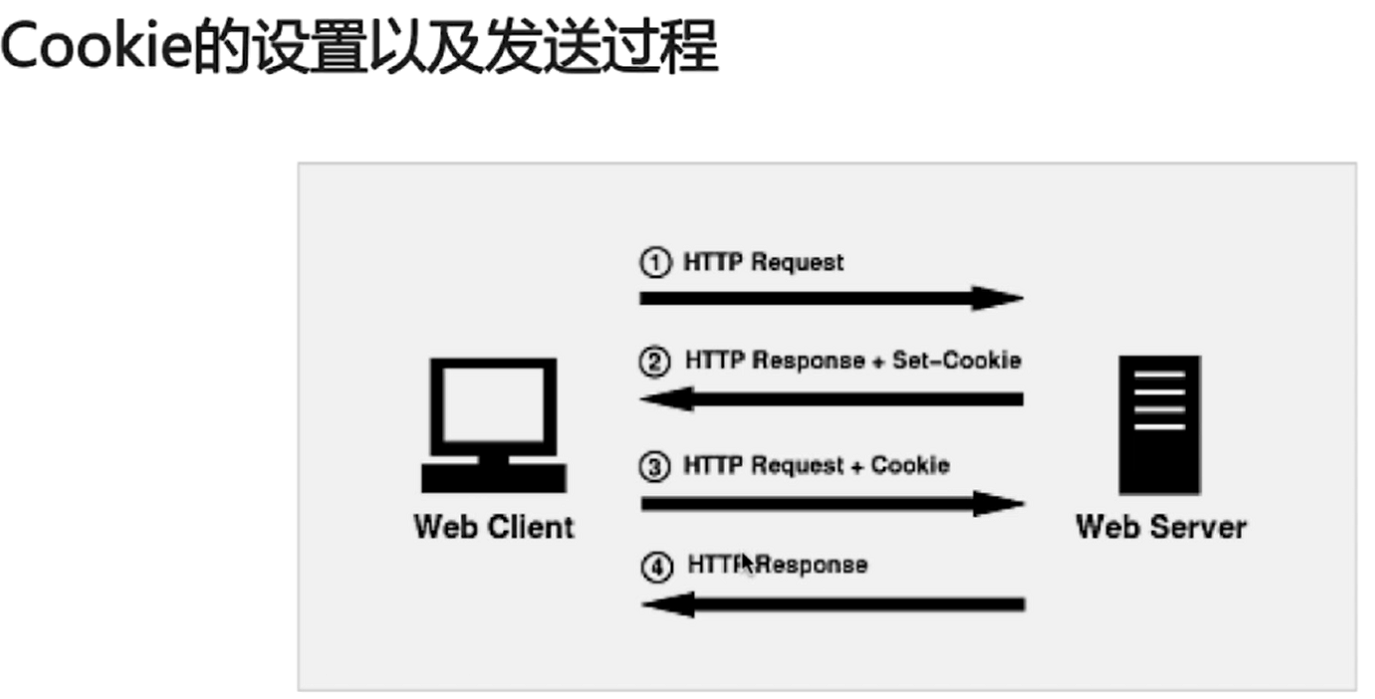 Cookie的设置以及发送过程
① HTTP Request
② HTTP Response + Set-Cookie
③ HTTP Request + Cookie
Web Client
Web Server
④ HTTP Response